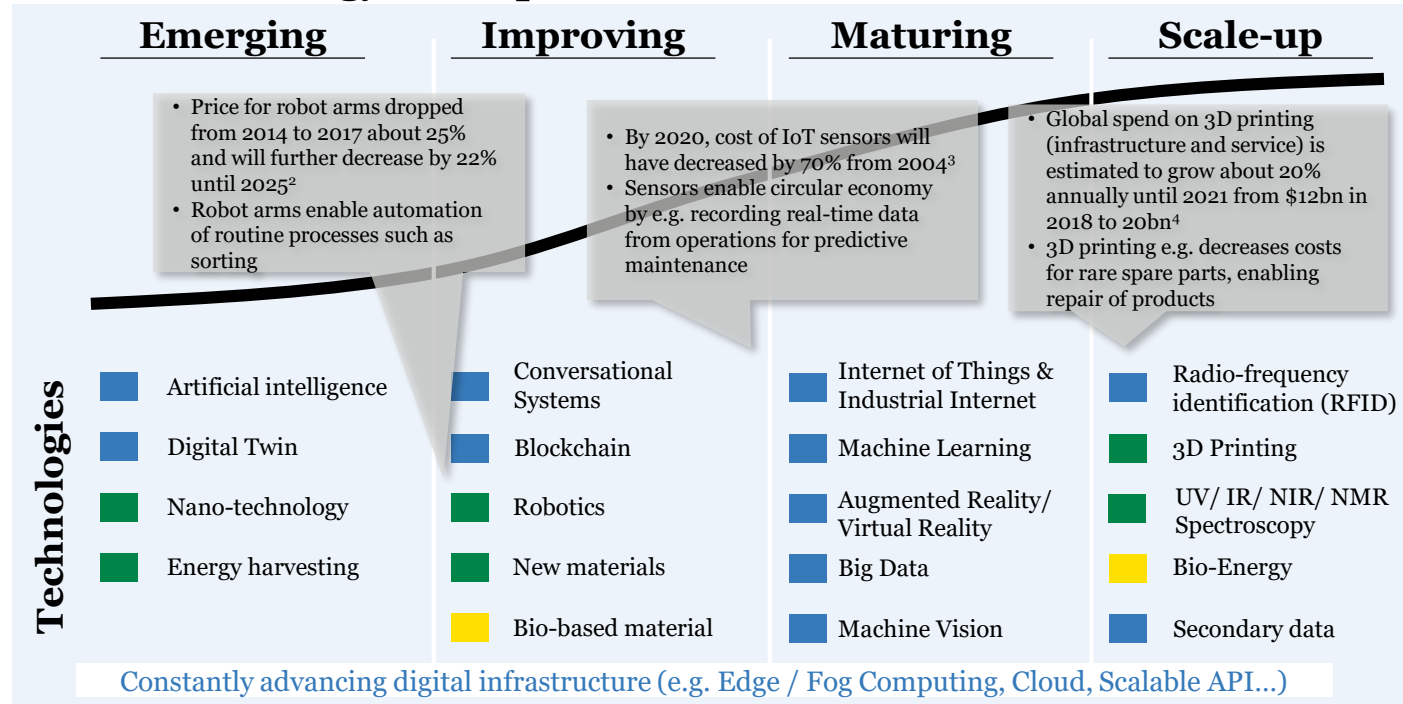 Emerging
Improving
Maturing
Scale-up
• Price for robot arms dropped
from 2014 to 2017 about 25%
and will further decrease by 22%
until 2025²
• Robot arms enable automation
of routine processes such as
sorting
• By 2020, cost of IoT sensors will
have decreased by 70% from 2004³
• Sensors enable circular economy
by e.g. recording real-time data
from operations for predictive
maintenance
• Global spend on 3D printing
(infrastructure and service) is
estimated to grow about 20%
annually until 2021 from $12bn in
2018 to 20bn⁴
• 3D printing e.g. decreases costs
for rare spare parts, enabling
repair of products
Technologies
Artificial intelligence
Digital Twin
Nano-technology
Energy harvesting
Conversational
Systems
Blockchain
Robotics
New materials
Bio-based material
Internet of Things &
Industrial Internet
Machine Learning
Augmented Reality/
Virtual Reality
Big Data
Machine Vision
Radio-frequency
identification (RFID)
3D Printing
UV/ IR/ NIR/ NMR
Spectroscopy
Bio-Energy
Secondary data
Constantly advancing digital infrastructure (e.g. Edge / Fog Computing, Cloud, Scalable API...)